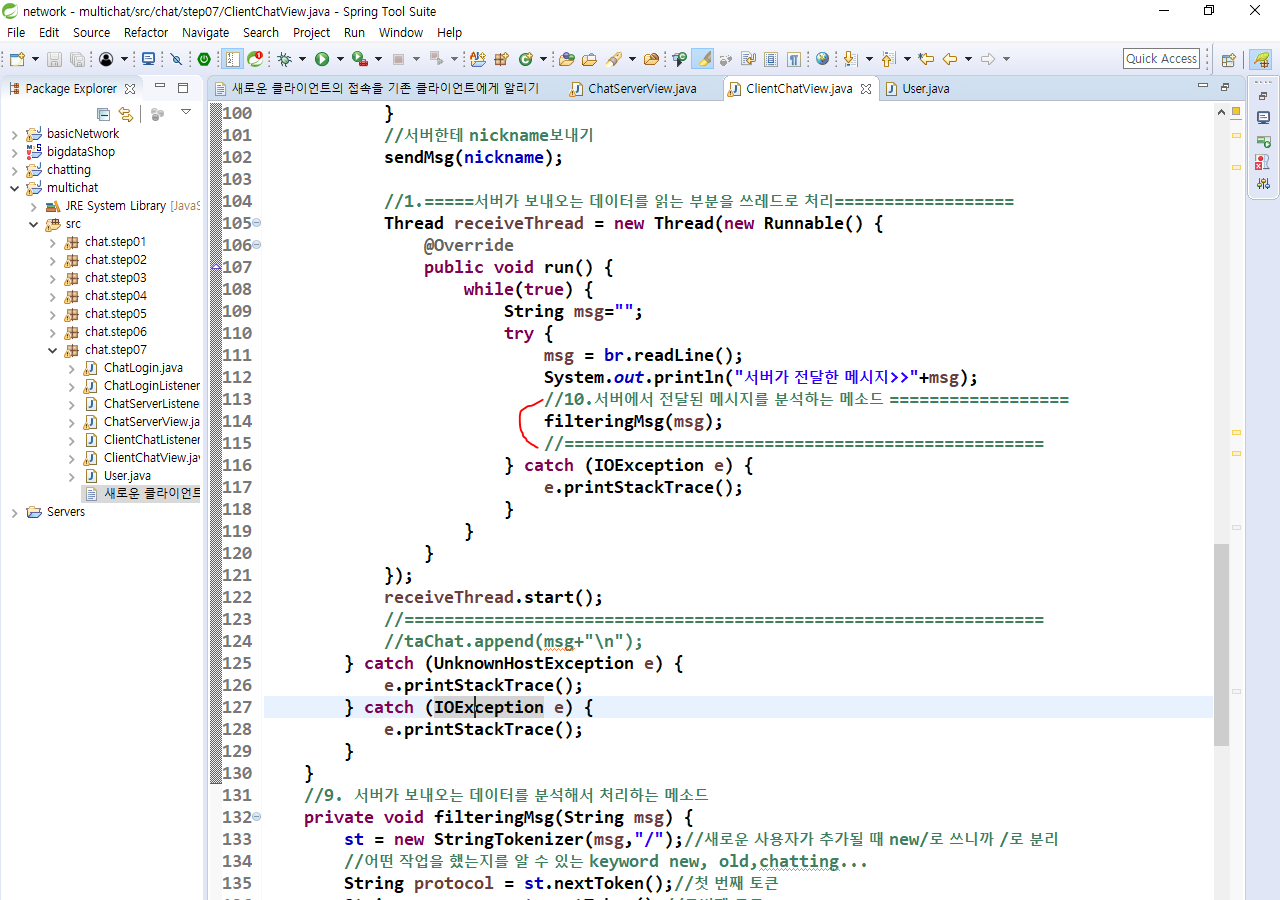 network - multichat/src/chat/step07/ClientChatView.java - Spring Tool Suite
File Edit Source Refactor Navigate Search Project Run Window Help
Quick Access
Package Explorer
새로운 클라이언트의 접속을 기존 클라이언트에게 알리기 ChatServerView.java ClientChatView.java User.java
basicNetwork
bigdataShop
chatting
multichat
JRE System Library [JavaS
src
chat.step01
chat.step02
chat.step03
chat.step04
chat.step05
chat.step06
chat.step07
ChatLogin.java
ChatLoginListener
ChatServerListene
ChatServerView.ja
ClientChatListene
ClientChatView.jav
User.java
새로운 클라이언트
Servers
100 }
101 //서버한테 nickname보내기
102 sendMsg(nickname);
103
104 //1.=====서버가 보내오는 데이터를 읽는 부분을 쓰레드로 처리==================
105 Thread receiveThread = new Thread(new Runnable() {
106 @Override
107 public void run() {
108 while(true) {
109 String msg="";
110 try {
111 msg = br.readLine();
112 System.out.println("서버가 전달한 메시지>>"+msg);
113 //10.서버에서 전달된 메시지를 분석하는 메소드 ==================
114 filteringMsg(msg);
115 //================================================
116 } catch (IOException e) {
117 e.printStackTrace();
118 }
119 }
120 }
121 });
122 receiveThread.start();
123 //================================================================
124 //taChat.append(msg+"\n");
125 } catch (UnknownHostException e) {
126 e.printStackTrace();
127 } catch (IOException e) {
128 e.printStackTrace();
129 }
130 }
131 //9. 서버가 보내오는 데이터를 분석해서 처리하는 메소드
132 private void filteringMsg(String msg) {
133 st = new StringTokenizer(msg,"/");//새로운 사용자가 추가될 때 new/로 쓰니까 /로 분리
134 //어떤 작업을 했는지를 알 수 있는 keyword new, old,chatting...
135 String protocol = st.nextToken();//첫 번째 토큰